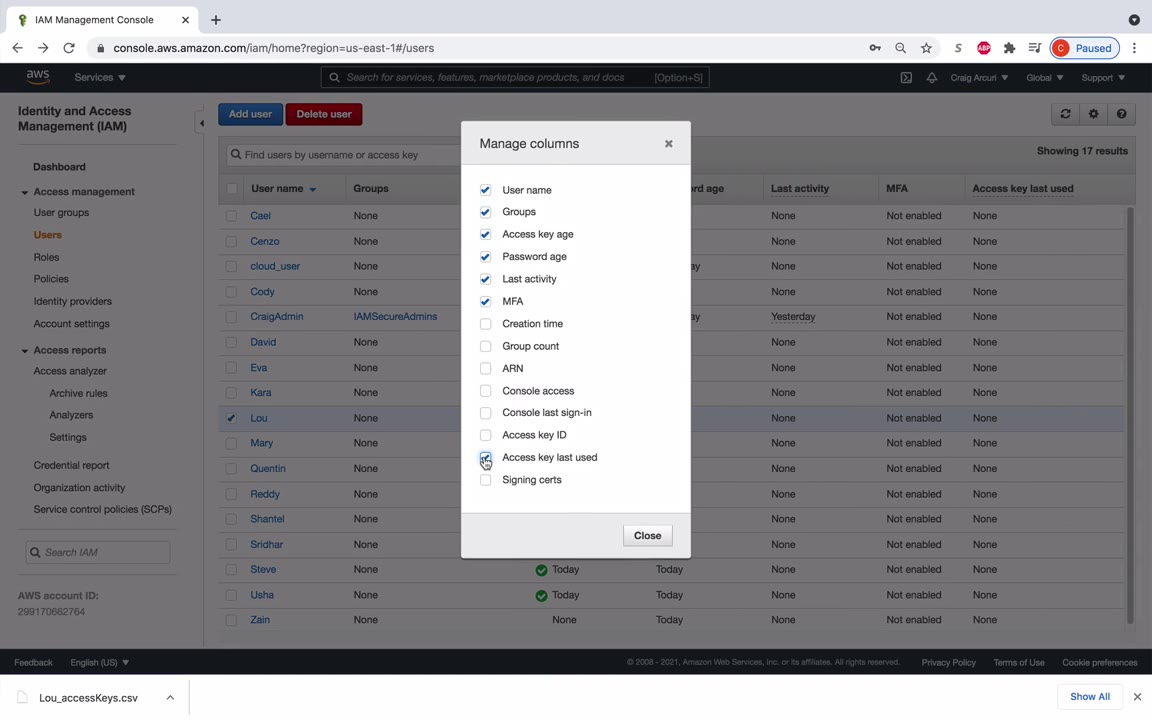 IAM Management Console
console.aws.amazon.com/iam/home?region=us-east-1#/users
S
ABP
C Paused
aws
Services
Search for services, features, marketplace products, and docs [Option+S]
Craig Arcuri
Global
Support
Identity and Access
Management (IAM)
Dashboard
Access management
User groups
Users
Roles
Policies
Identity providers
Account settings
Access reports
Access analyzer
Archive rules
Analyzers
Settings
Credential report
Organization activity
Service control policies (SCPs)
Search IAM
AWS account ID:
299170662764
Add user Delete user
Find users by username or access key
Showing 17 results
User name Groups rd age Last activity MFA Access key last used
Cael None None Not enabled None
Cenzo None None Not enabled None
cloud_user None ay None Not enabled None
Cody None None Not enabled None
CraigAdmin IAMSecureAdmins ay Yesterday Not enabled None
David None None Not enabled None
Eva None None Not enabled None
Kara None None Not enabled None
Lou None None Not enabled None
Mary None None Not enabled None
Quentin None None Not enabled None
Reddy None None Not enabled None
Shantel None None Not enabled None
Sridhar None None Not enabled None
Steve None Today Today None Not enabled None
Usha None Today Today None Not enabled None
Zain None None Today None Not enabled None
Manage columns
User name
Groups
Access key age
Password age
Last activity
MFA
Creation time
Group count
ARN
Console access
Console last sign-in
Access key ID
Access key last used
Signing certs
Close
Feedback English (US) © 2008 - 2021, Amazon Web Services, Inc. or its affiliates. All rights reserved. Privacy Policy Terms of Use Cookie preferences
Lou_accessKeys.csv
Show All